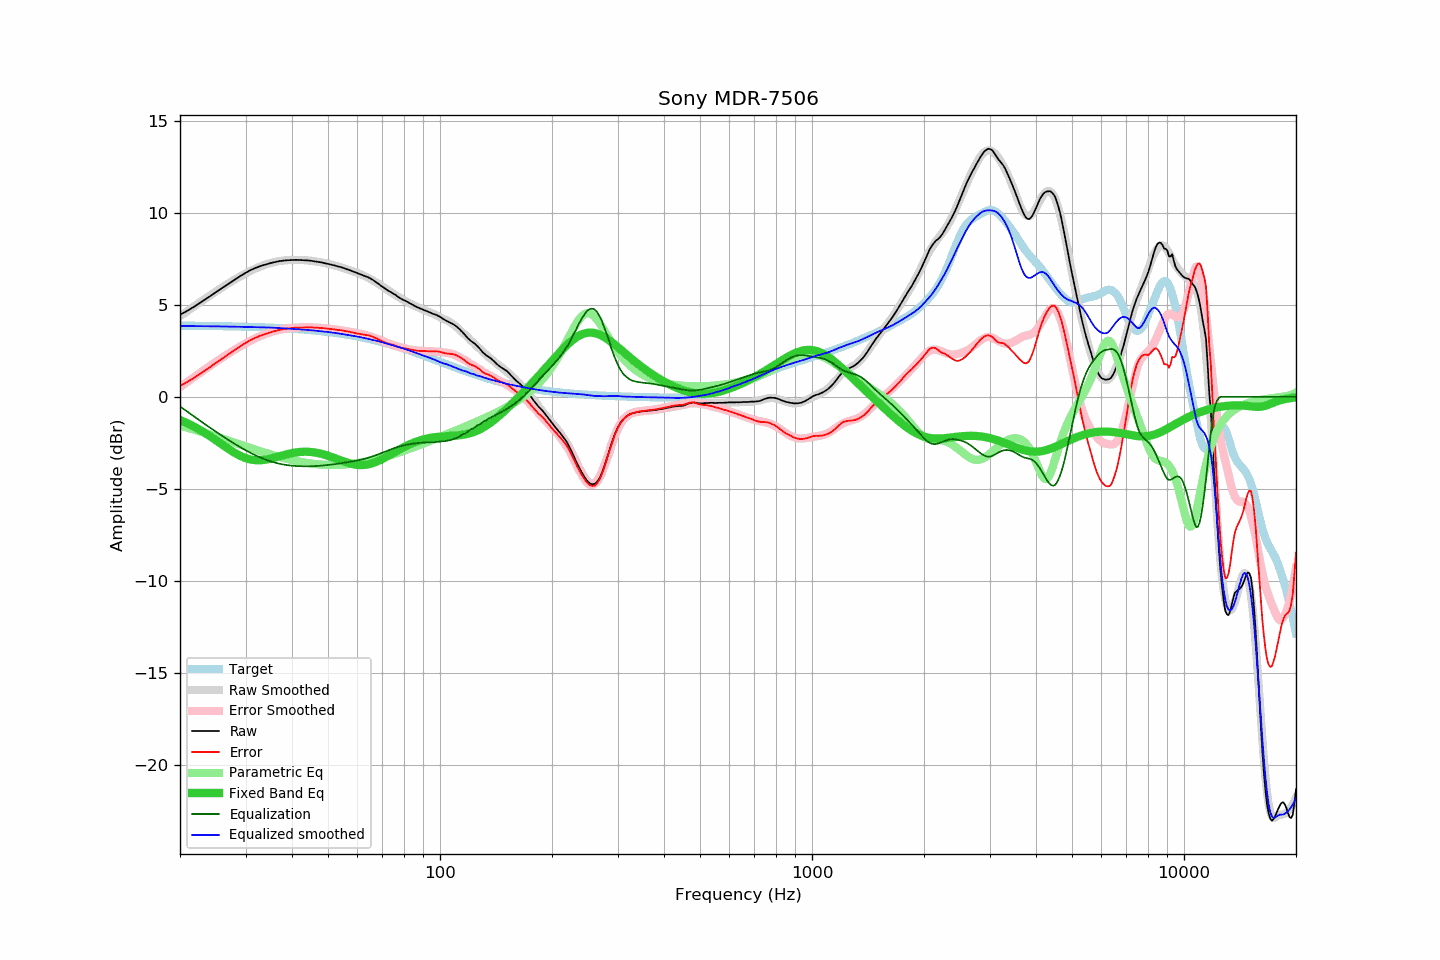 Sony MDR-7506
15
10
5
0
−5
−10
−15
−20
Amplitude (dBr)
Target
Raw Smoothed
Error Smoothed
Raw
Error
Parametric Eq
Fixed Band Eq
Equalization
Equalized smoothed
100
1000
10000
Frequency (Hz)